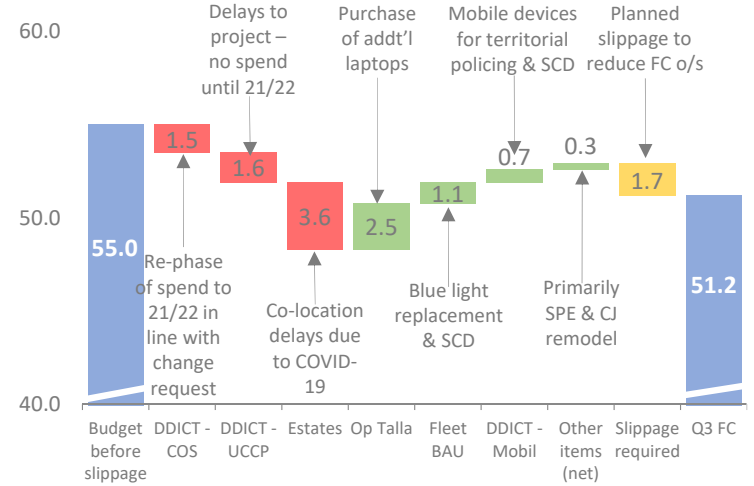 Delays to
project –
no spend
until 21/22
Purchase
of addt'l
laptops
Mobile devices
for territorial
policing & SCD
Planned
slippage to
reduce FC o/s
60.0
50.0
40.0
55.0
1.5
1.6
3.6
2.5
1.1
0.7
0.3
1.7
51.2
Re-phase
of spend to
21/22 in
line with
change
request
Co-location
delays due
to COVID-
19
Blue light
replacement
& SCD
Primarily
SPE & CJ
remodel
Budget
before
slippage
DDICT -
COS
DDICT -
UCCP
Estates
Op Talla
Fleet
BAU
DDICT -
Mobil
Other
items
(net)
Slippage
required
Q3 FC